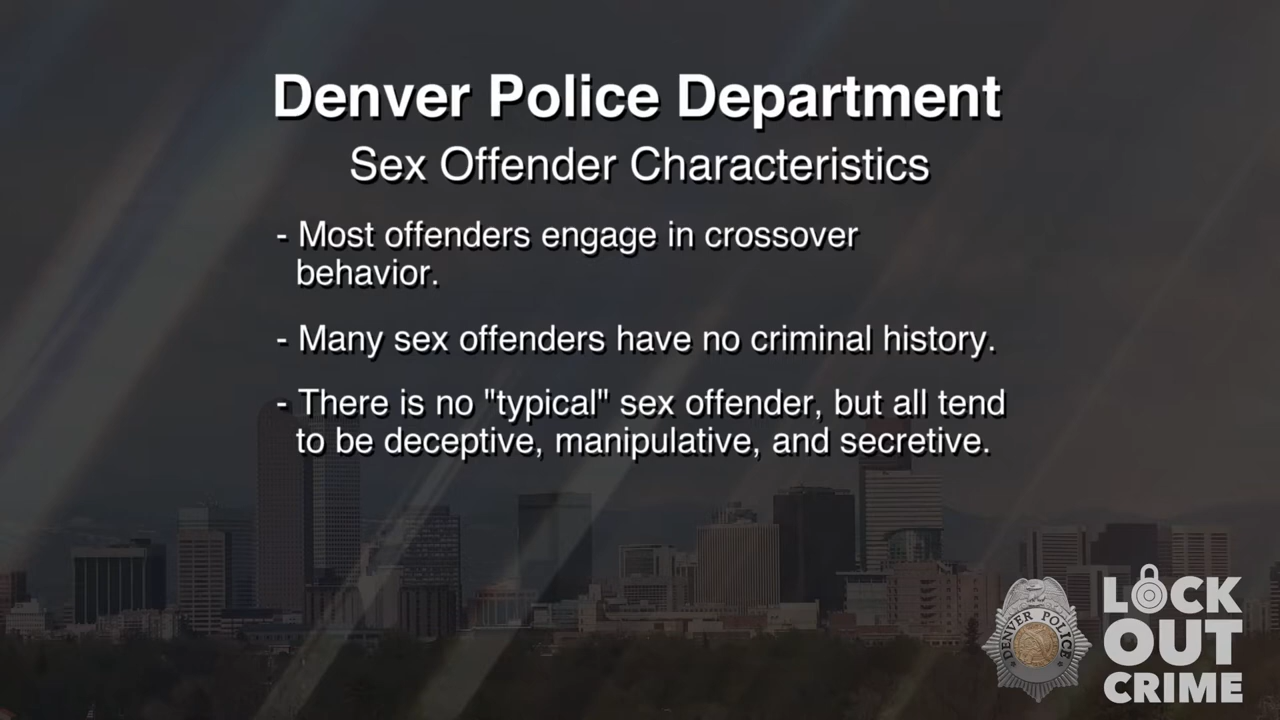 Denver Police Department
Sex Offender Characteristics
- Most offenders engage in crossover
behavior.
- Many sex offenders have no criminal history.
- There is no "typical" sex offender, but all tend
to be deceptive, manipulative, and secretive.
DENVER POLICE
LOCK
OUT
CRIME